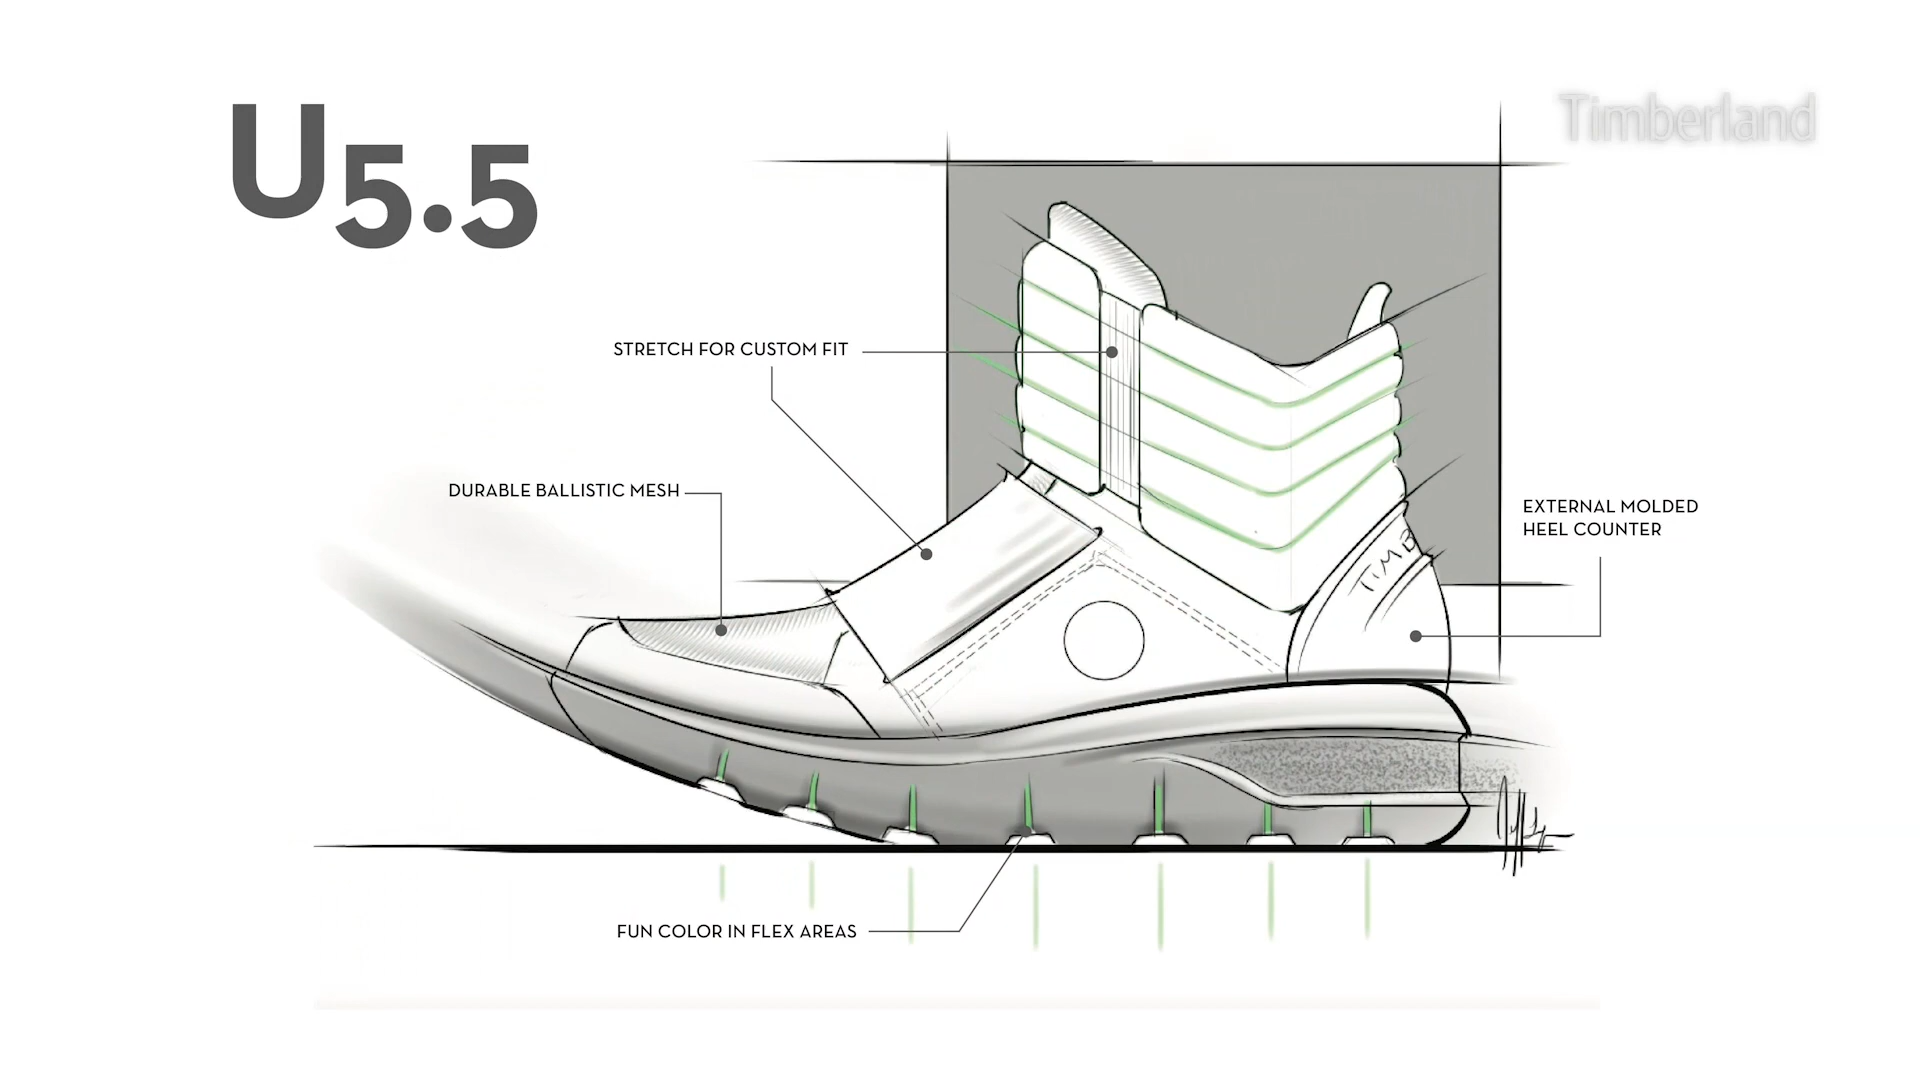 U5.5
Timberland
STRETCH FOR CUSTOM FIT
DURABLE BALLISTIC MESH
EXTERNAL MOLDED
HEEL COUNTER
TIMB
FUN COLOR IN FLEX AREAS